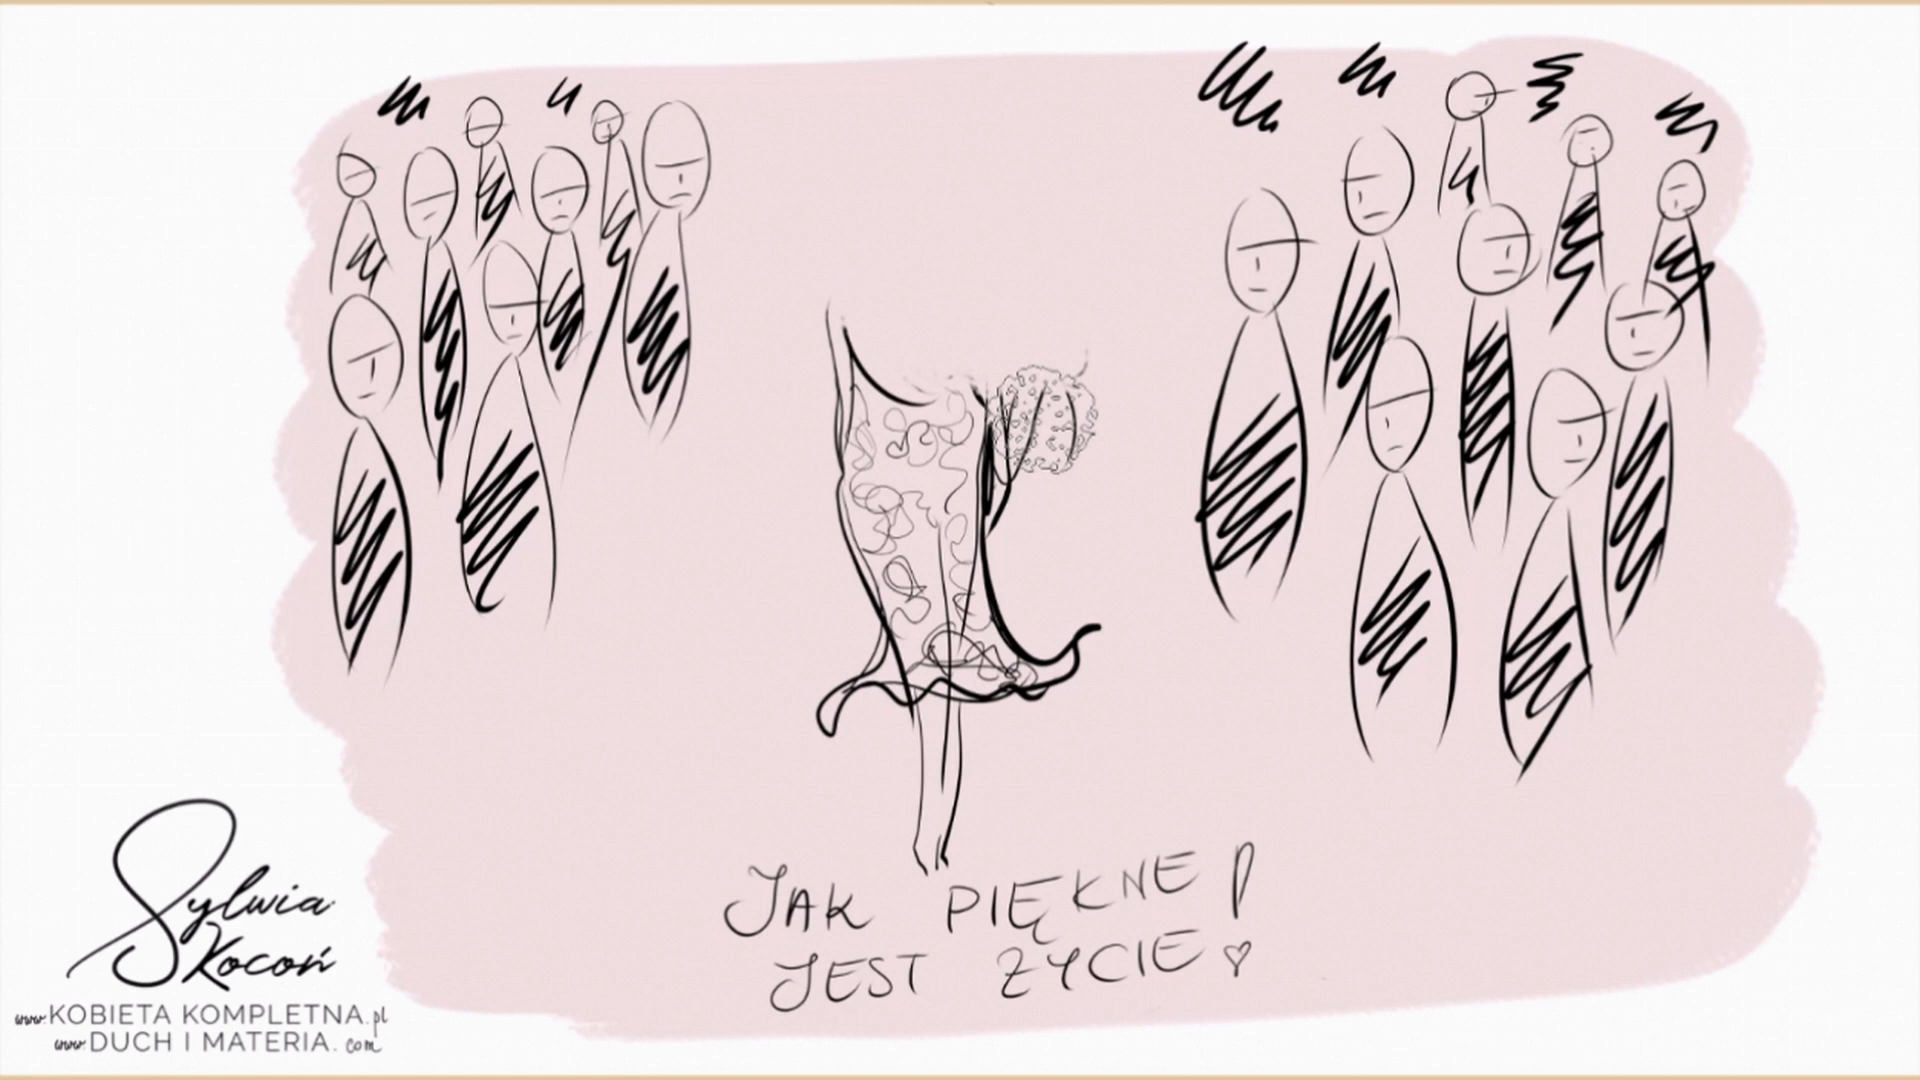 JAK PIĘKNE
JEST ŻYCIE!
Sylwia
Kocoń
www.KOBIETA KOMPLETNA.pl
www.DUCH I MATERIA.com